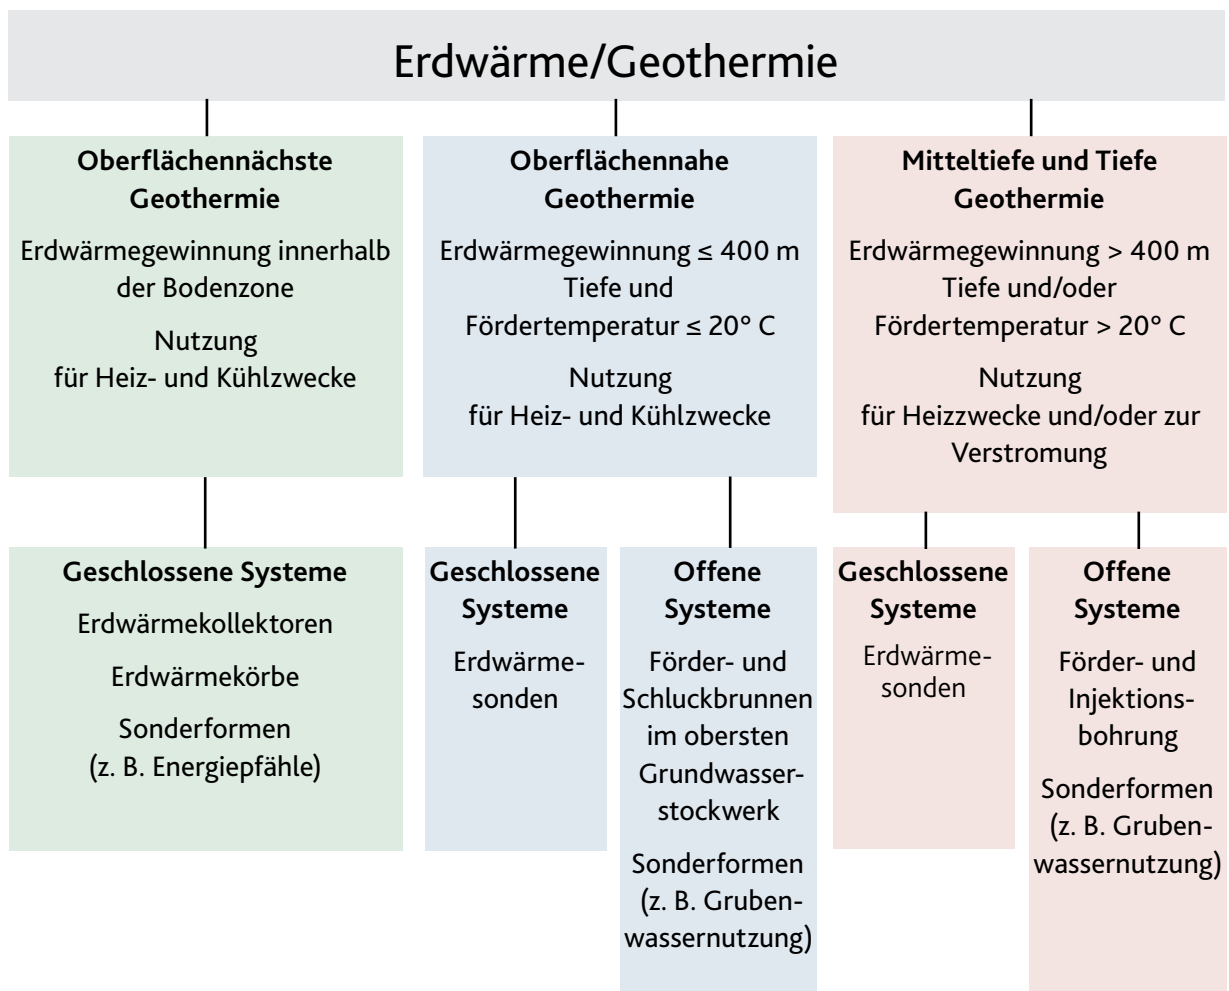 Erdwärme/Geothermie
Oberflächennächste
Geothermie
Erdwärmegewinnung innerhalb
der Bodenzone
Nutzung
für Heiz- und Kühlzwecke
Oberflächennahe
Geothermie
Erdwärmegewinnung ≤ 400 m
Tiefe und
Fördertemperatur ≤ 20° C
Nutzung
für Heiz- und Kühlzwecke
Mitteltiefe und Tiefe
Geothermie
Erdwärmegewinnung > 400 m
Tiefe und/oder
Fördertemperatur > 20° C
Nutzung
für Heizzwecke und/oder zur
Verstromung
Geschlossene Systeme
Erdwärmekollektoren
Erdwärmekörbe
Sonderformen
(z. B. Energiepfähle)
Geschlossene
Systeme
Erdwärme-
sonden
Offene
Systeme
Förder- und
Schluckbrunnen
im obersten
Grundwasser-
stockwerk
Sonderformen
(z. B. Gruben-
wassernutzung)
Geschlossene
Systeme
Erdwärme-
sonden
Offene
Systeme
Förder- und
Injektions-
bohrung
Sonderformen
(z. B. Gruben-
wassernutzung)